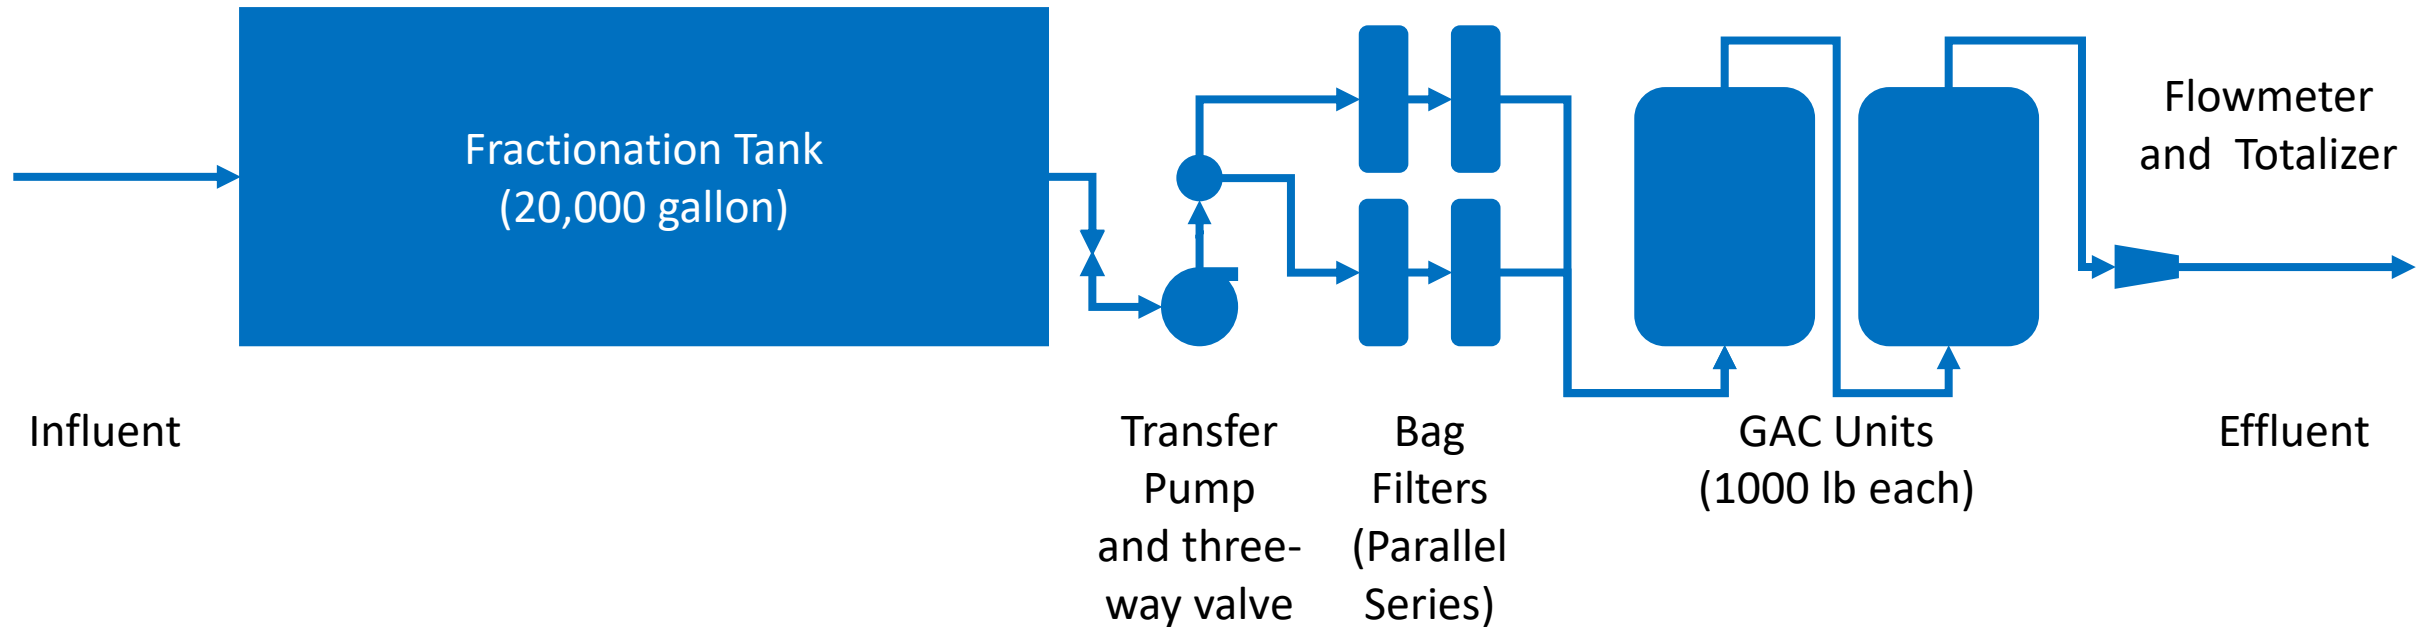 Fractionation Tank
(20,000 gallon)
Flowmeter
and  Totalizer
Influent
Transfer
Pump
and three-
way valve
Bag
Filters
(Parallel
Series)
GAC Units
(1000 lb each)
Effluent